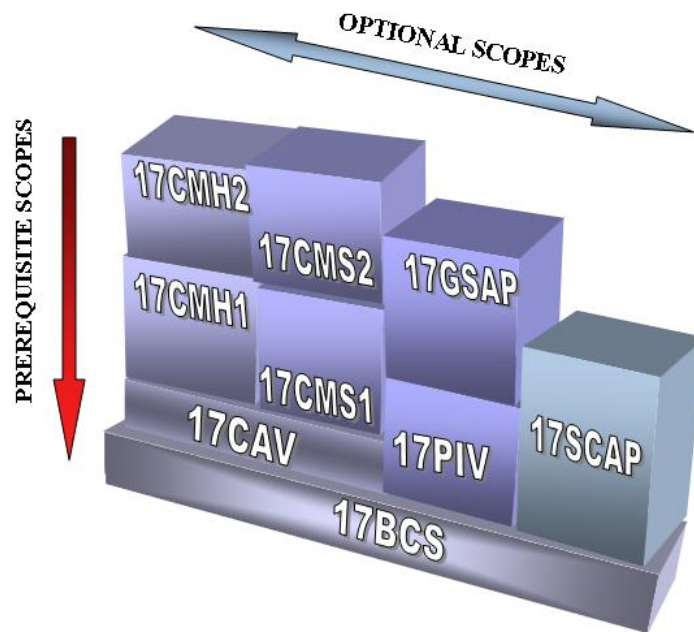 OPTIONAL SCOPES
PREREQUISITE SCOPES
17CMH2
17CMS2
17GSAP
17CMH1
17CMS1
17CAV
17PIV
17SCAP
17BCS